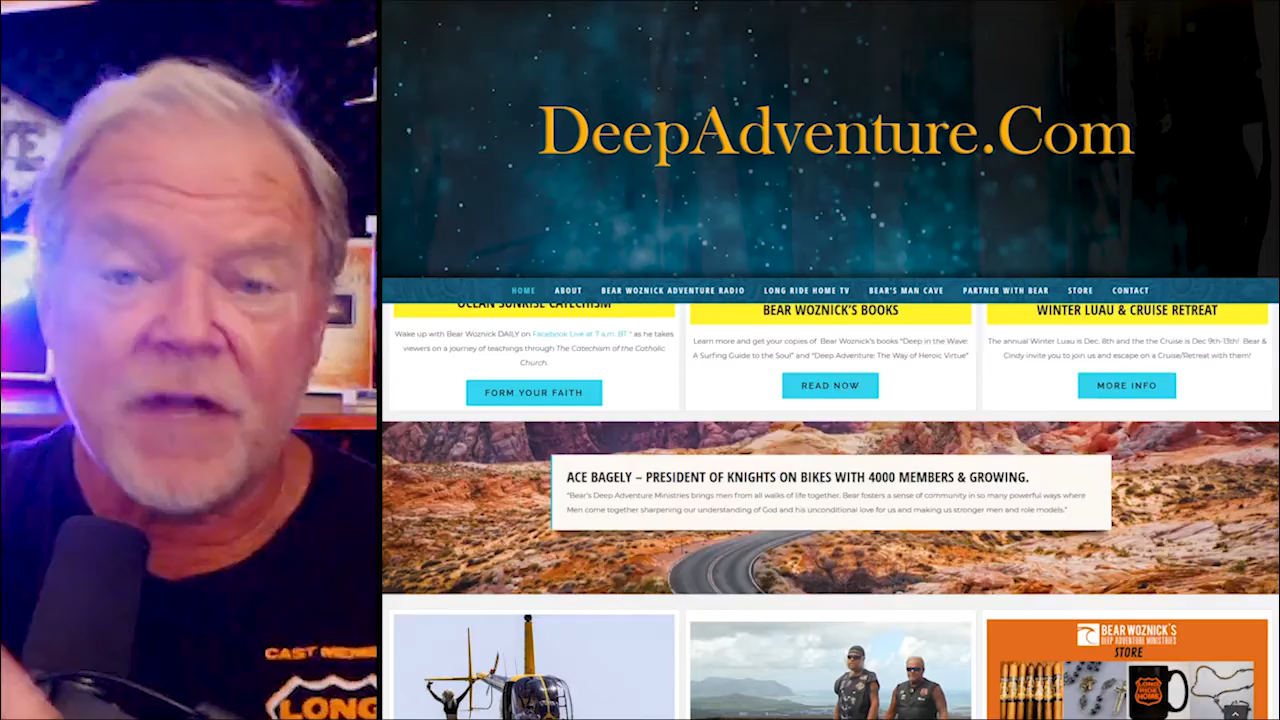 DeepAdventure.Com
HOME ABOUT BEAR WOZNICK ADVENTURE RADIO LONG RIDE HOME TV BEAR'S MAN CAVE PARTNER WITH BEAR STORE CONTACT
OCEAN SUNRISE CATECHISM
Wake up with Bear Woznick DAILY on Facebook Live at 7 a.m. BT * as he takes
viewers on a journey of teachings through The Catechism of the Catholic
Church.
FORM YOUR FAITH
BEAR WOZNICK'S BOOKS
Learn more and get your copies of Bear Woznick's books “Deep in the Wave:
A Surfing Guide to the Soul” and “Deep Adventure: The Way of Heroic Virtue”
READ NOW
WINTER LUAU & CRUISE RETREAT
The annual Winter Luau is Dec. 8th and the the Cruise is Dec 9th-13th! Bear &
Cindy invite you to join us and escape on a Cruise/Retreat with them!
MORE INFO
ACE BAGELY – PRESIDENT OF KNIGHTS ON BIKES WITH 4000 MEMBERS & GROWING.
“Bear's Deep Adventure Ministries brings men from all walks of life together. Bear fosters a sense of community in so many powerful ways where
Men come together sharpening our understanding of God and his unconditional love for us and making us stronger men and role models.”
BEAR WOZNICK'S
DEEP ADVENTURE MINISTRIES
STORE
LONG
RIDE
HOME
CAST MEMBE
LONG